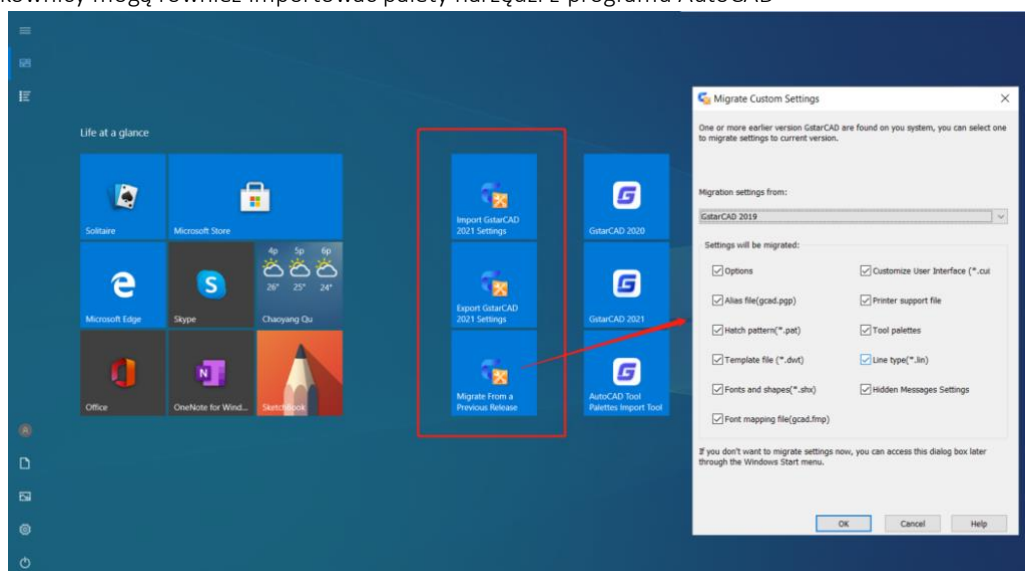 mogą również importować palety narzędzi z programu AutoCAD
Life at a glance
Solitaire
Microsoft Store
Microsoft Edge
Skype
4p 5p 6p
26° 25° 24°
Chaoyang Qu
Office
OneNote for Wind...
SketchBook
Import GstarCAD
2021 Settings
GstarCAD 2020
Export GstarCAD
2021 Settings
GstarCAD 2021
Migrate From a
Previous Release
AutoCAD Tool
Palettes Import Tool
Migrate Custom Settings
One or more earlier version GstarCAD are found on you system, you can select one
to migrate settings to current version.
Migration settings from:
GstarCAD 2019
Settings will be migrated:
Options
Customize User Interface (*.cui
Alias file(gcad.pgp)
Printer support file
Hatch pattern(*.pat)
Tool palettes
Template file (*.dwt)
Line type(*.lin)
Fonts and shapes(*.shx)
Hidden Messages Settings
Font mapping file(gcad.fmp)
If you don't want to migrate settings now, you can access this dialog box later
through the Windows Start menu.
OK Cancel Help